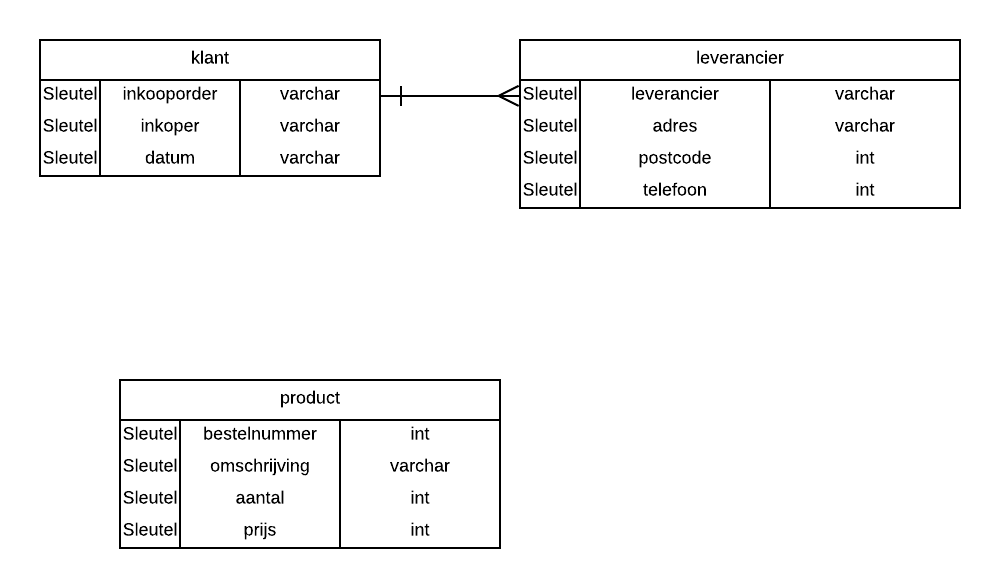 klant
Sleutel inkooporder varchar
Sleutel inkoper varchar
Sleutel datum varchar
leverancier
Sleutel leverancier varchar
Sleutel adres varchar
Sleutel postcode int
Sleutel telefoon int
product
Sleutel bestelnummer int
Sleutel omschrijving varchar
Sleutel aantal int
Sleutel prijs int